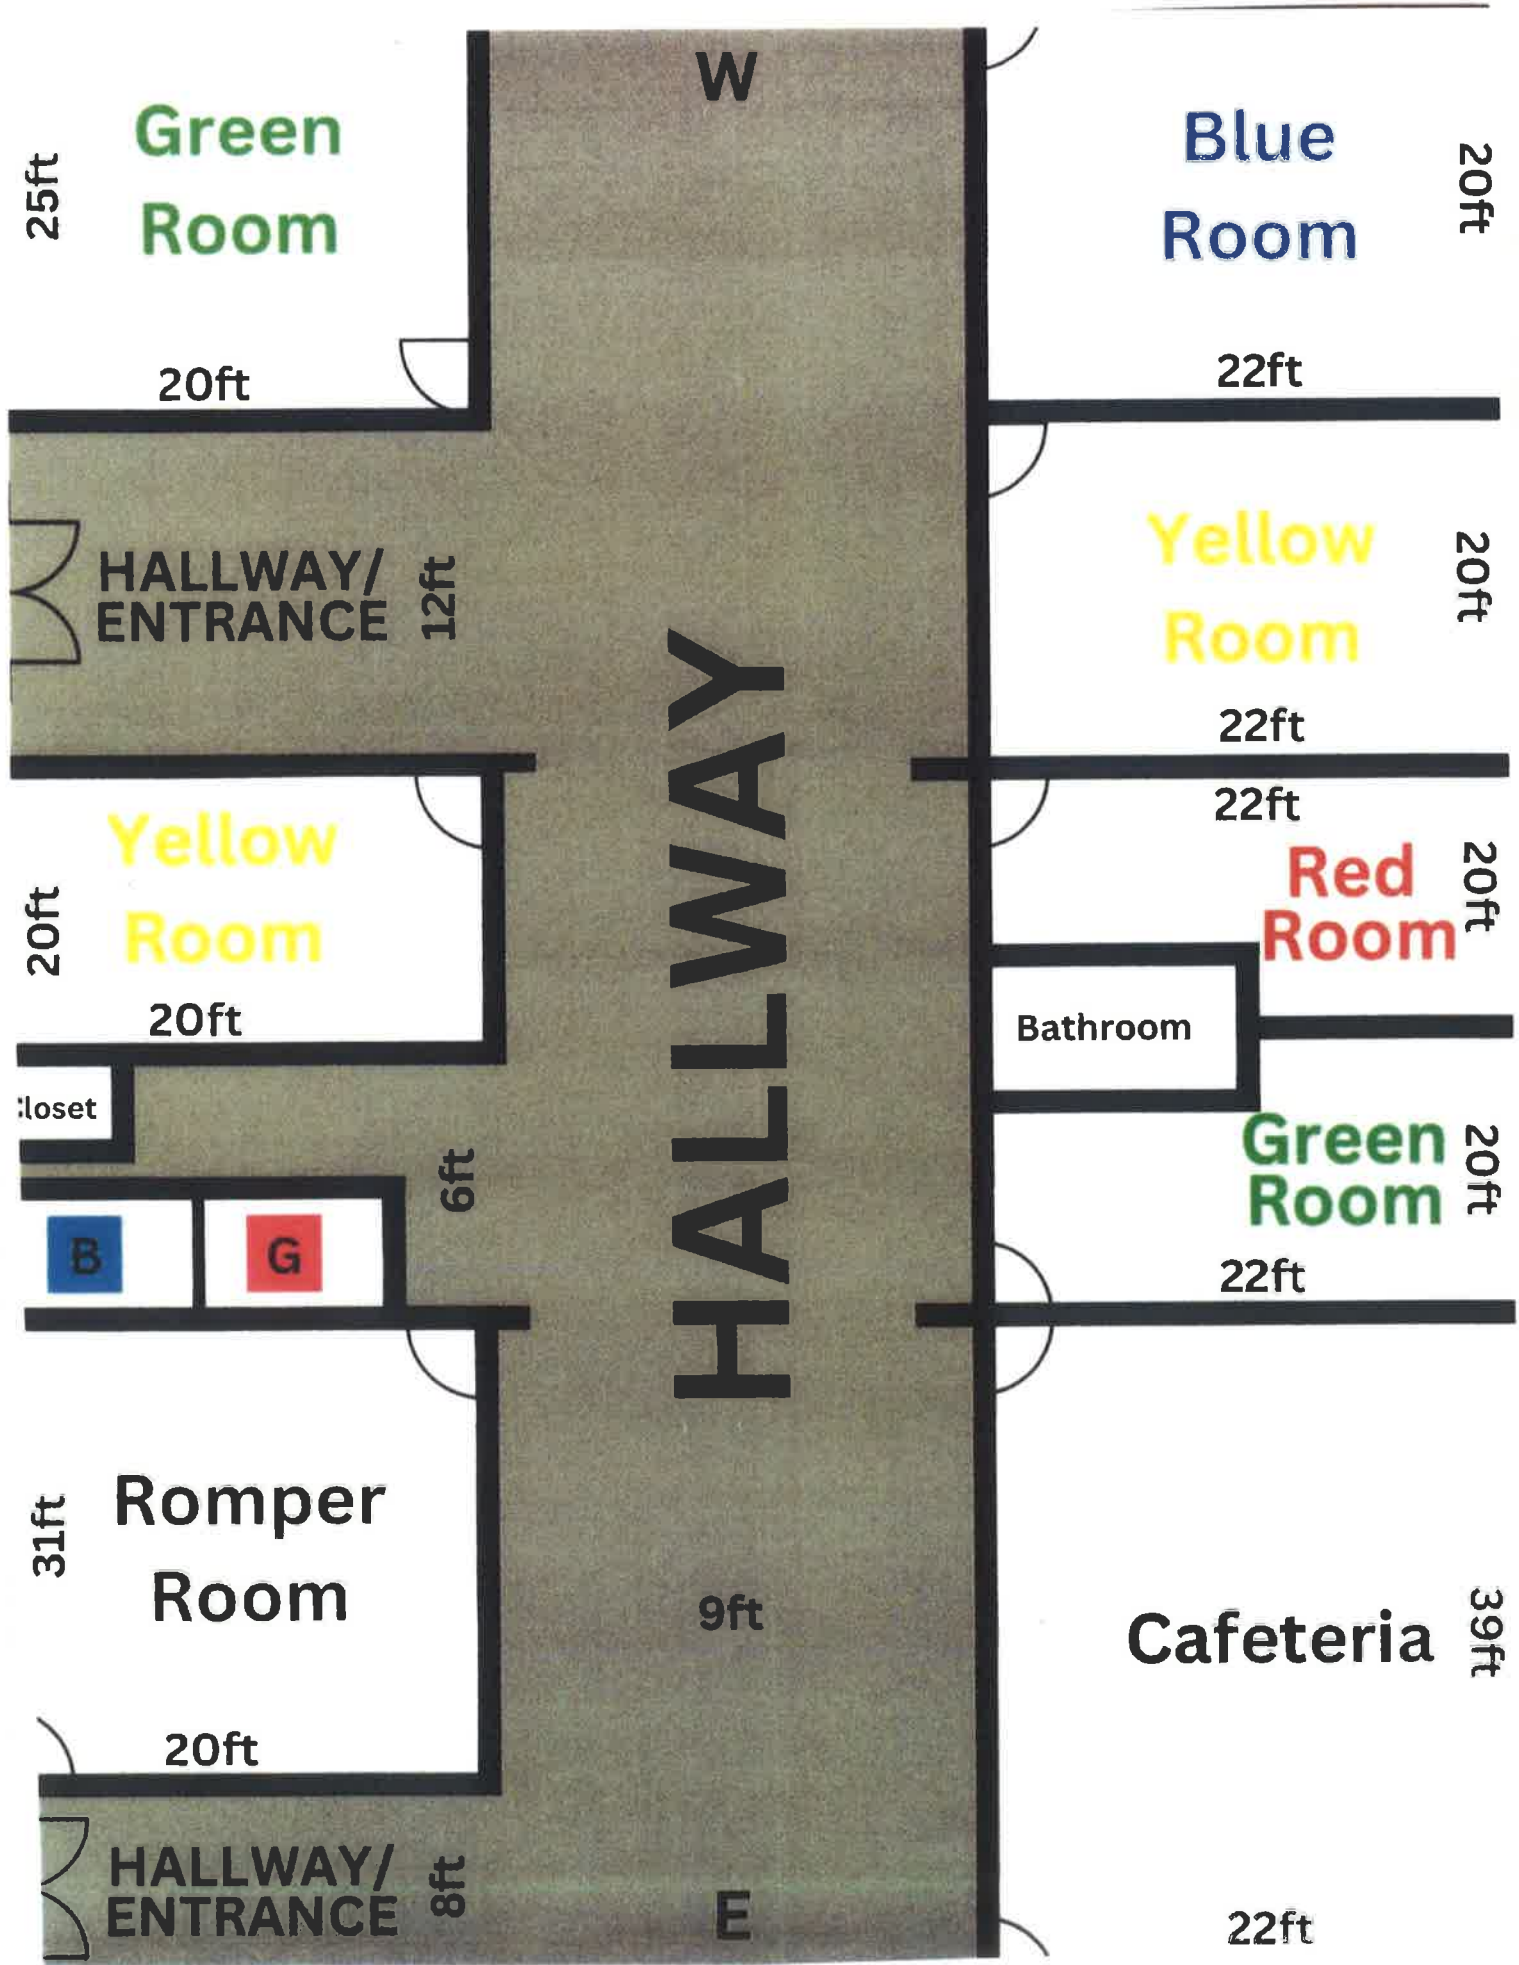 W
Green
Room
25ft
20ft
Blue
Room
20ft
22ft
HALLWAY/
ENTRANCE
12ft
Yellow
Room
20ft
22ft
HALLWAY
Yellow
Room
20ft
20ft
22ft
Red
Room
20ft
Bathroom
loset
6ft
B
G
Green
Room
20ft
22ft
Romper
Room
31ft
20ft
9ft
Cafeteria
39ft
22ft
HALLWAY/
ENTRANCE
8ft
E